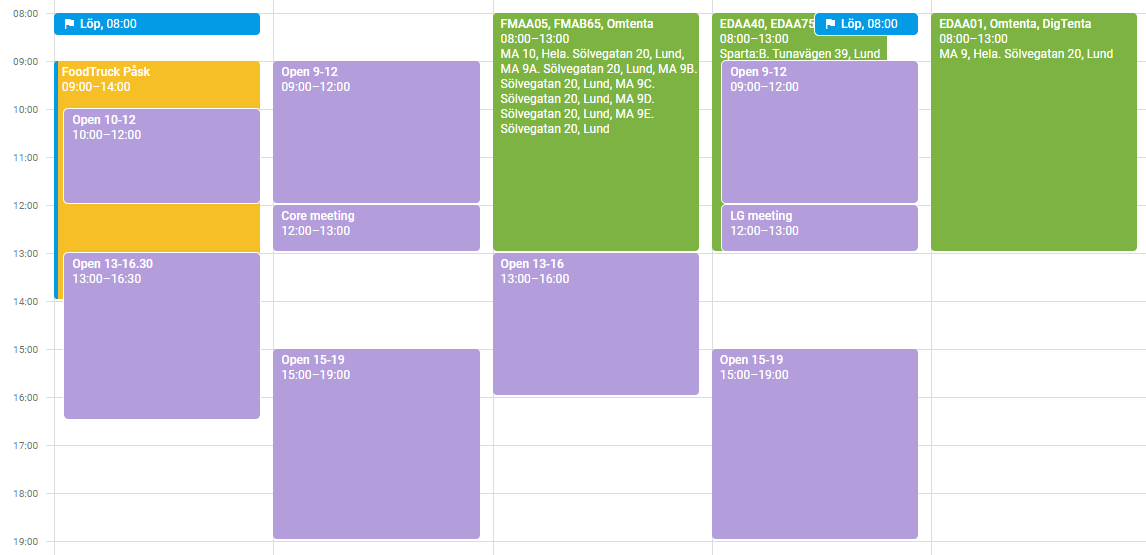 08:00
09:00
10:00
11:00
12:00
13:00
14:00
15:00
16:00
17:00
18:00
19:00
Löp, 08:00
FoodTruck Påsk
09:00–14:00
Open 10-12
10:00–12:00
Open 13-16.30
13:00–16:30
Open 9-12
09:00–12:00
Core meeting
12:00–13:00
Open 15-19
15:00–19:00
FMAA05, FMAB65, Omtenta
08:00–13:00
MA 10, Hela. Sölvegatan 20, Lund,
MA 9A. Sölvegatan 20, Lund, MA 9B.
Sölvegatan 20, Lund, MA 9C.
Sölvegatan 20, Lund, MA 9D.
Sölvegatan 20, Lund, MA 9E.
Sölvegatan 20, Lund
Open 13-16
13:00–16:00
EDAA40, EDAA75
Löp, 08:00
08:00–13:00
Sparta:B. Tunavägen 39, Lund
Open 9-12
09:00–12:00
LG meeting
12:00–13:00
Open 15-19
15:00–19:00
EDAA01, Omtenta, DigTenta
08:00–13:00
MA 9, Hela. Sölvegatan 20, Lund